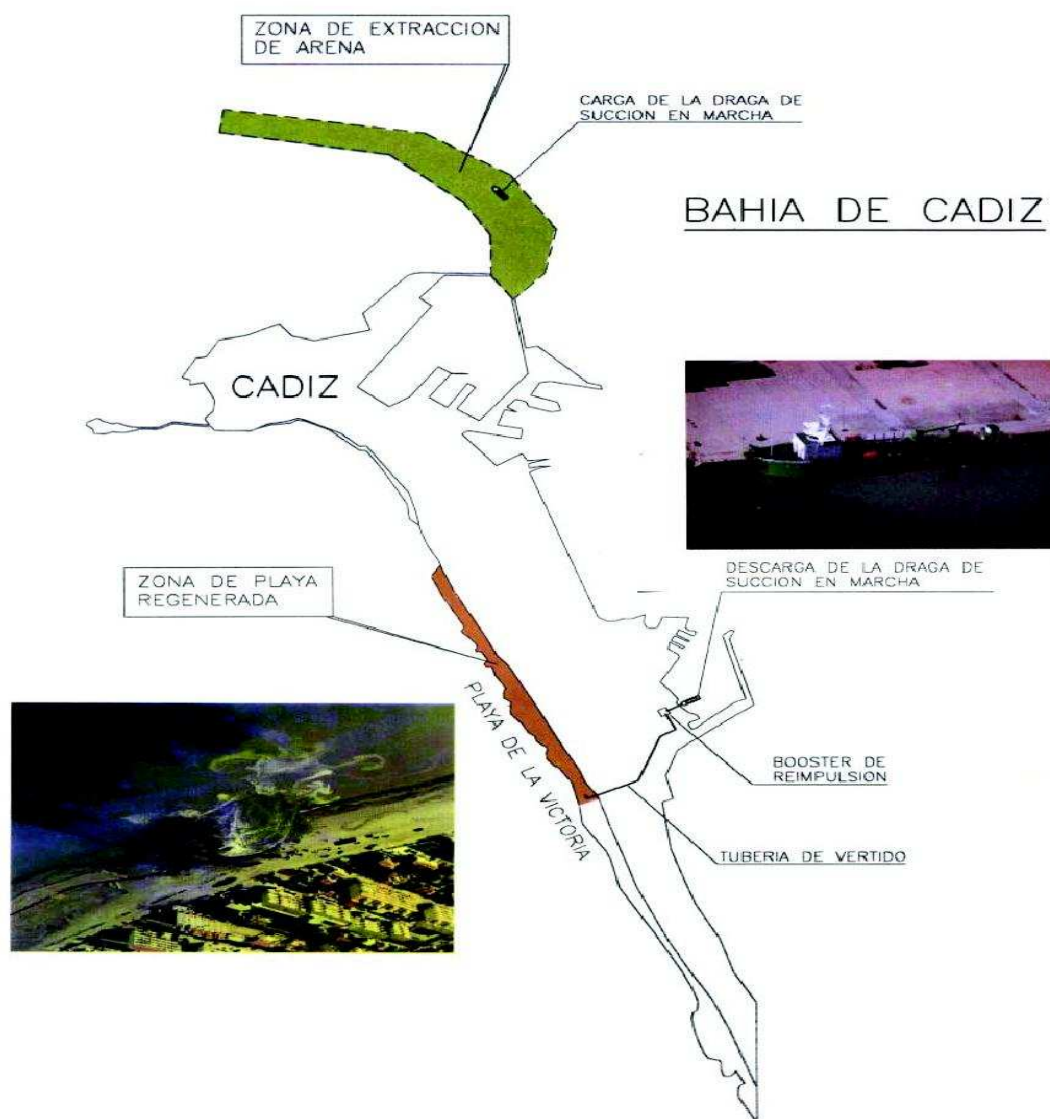 ZONA DE EXTRACCION
DE ARENA
CARGA DE LA DRAGA DE
SUCCION EN MARCHA
BAHIA DE CADIZ
CADIZ
DESCARGA DE LA DRAGA DE
SUCCION EN MARCHA
ZONA DE PLAYA
REGENERADA
PLAYA DE LA VICTORIA
BOOSTER DE
REIMPULSION
TUBERIA DE VERTIDO